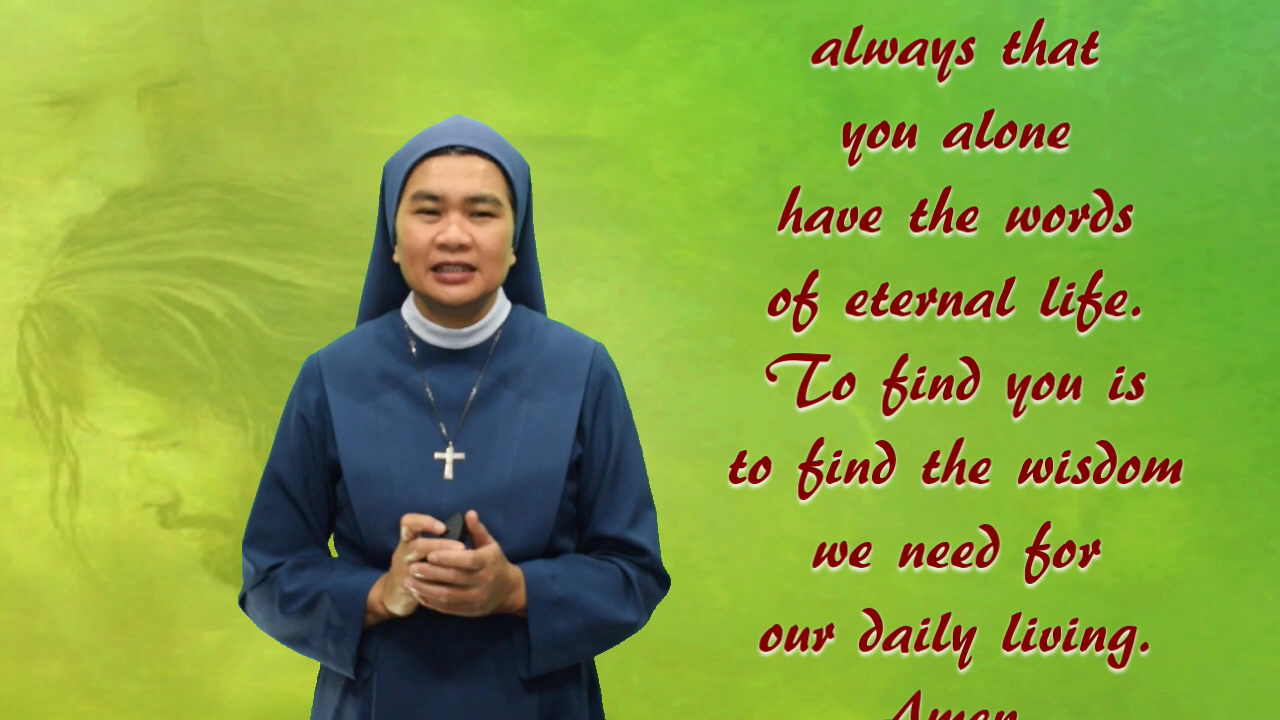 always that
you alone
have the words
of eternal life.
To find you is
to find the wisdom
we need for
our daily living.
Amen